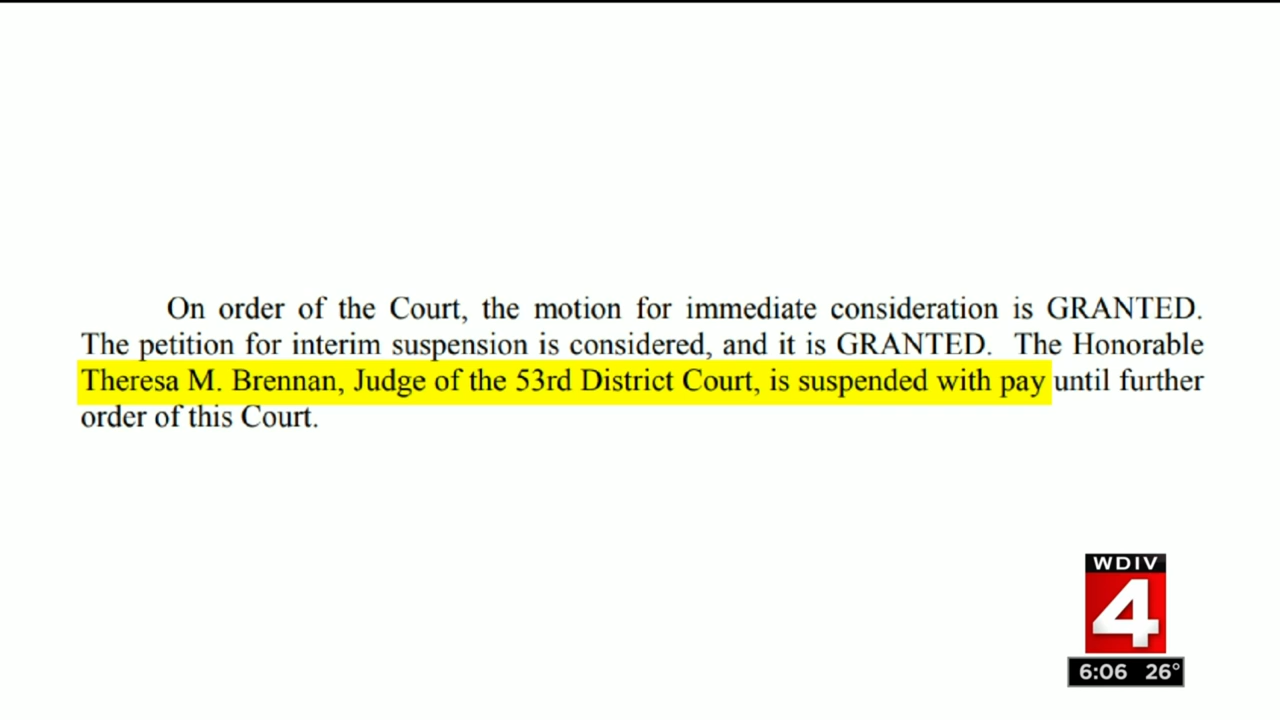 On order of the Court, the motion for immediate consideration is GRANTED.
The petition for interim suspension is considered, and it is GRANTED. The Honorable
Theresa M. Brennan, Judge of the 53rd District Court, is suspended with pay until further
order of this Court.
WDIV
4
6:06 26°